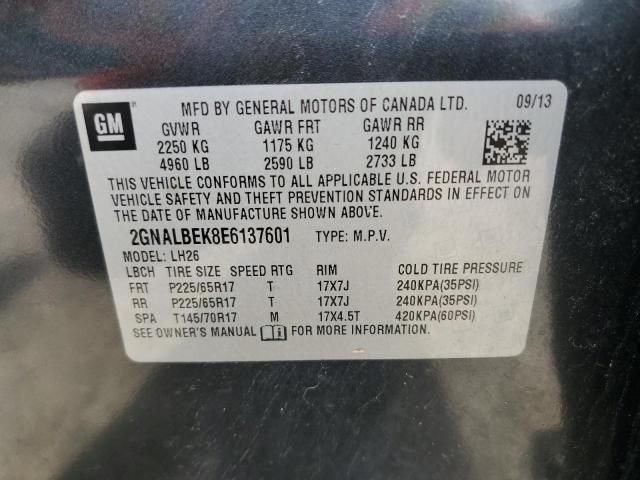 GM
MFD BY GENERAL MOTORS OF CANADA LTD. 09/13
GVWR GAWR FRT GAWR RR
2250 KG 1175 KG 1240 KG
4960 LB 2590 LB 2733 LB
THIS VEHICLE CONFORMS TO ALL APPLICABLE U.S. FEDERAL MOTOR
VEHICLE SAFETY AND THEFT PREVENTION STANDARDS IN EFFECT ON
THE DATE OF MANUFACTURE SHOWN ABOVE.
2GNALBEK8E6137601 TYPE: M.P.V.
MODEL: LH26
LBCH TIRE SIZE SPEED RTG RIM COLD TIRE PRESSURE
FRT P225/65R17 T 17X7J 240KPA(35PSI)
RR P225/65R17 T 17X7J 240KPA(35PSI)
SPA T145/70R17 M 17X4.5T 420KPA(60PSI)
SEE OWNER'S MANUAL FOR MORE INFORMATION.